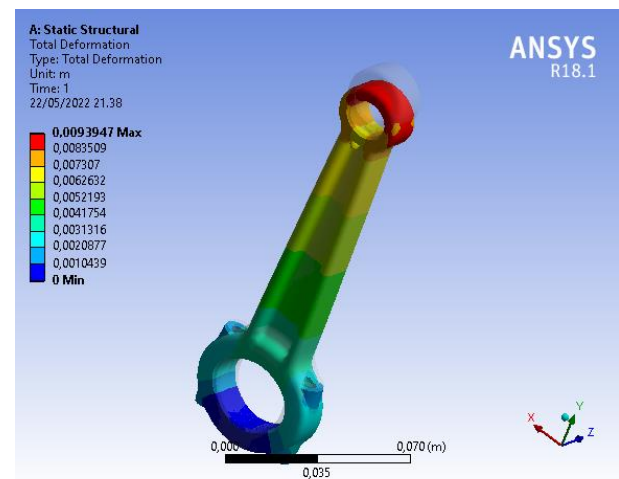 A: Static Structural
Total Deformation
Type: Total Deformation
Unit: m
Time: 1
22/05/2022 21.38
ANSYS
R18.1
0,0093947 Max
0,0083509
0,007307
0,0062632
0,0052193
0,0041754
0,0031316
0,0020877
0,0010439
0 Min
0,000
0,070 (m)
0,035
X
Y
Z